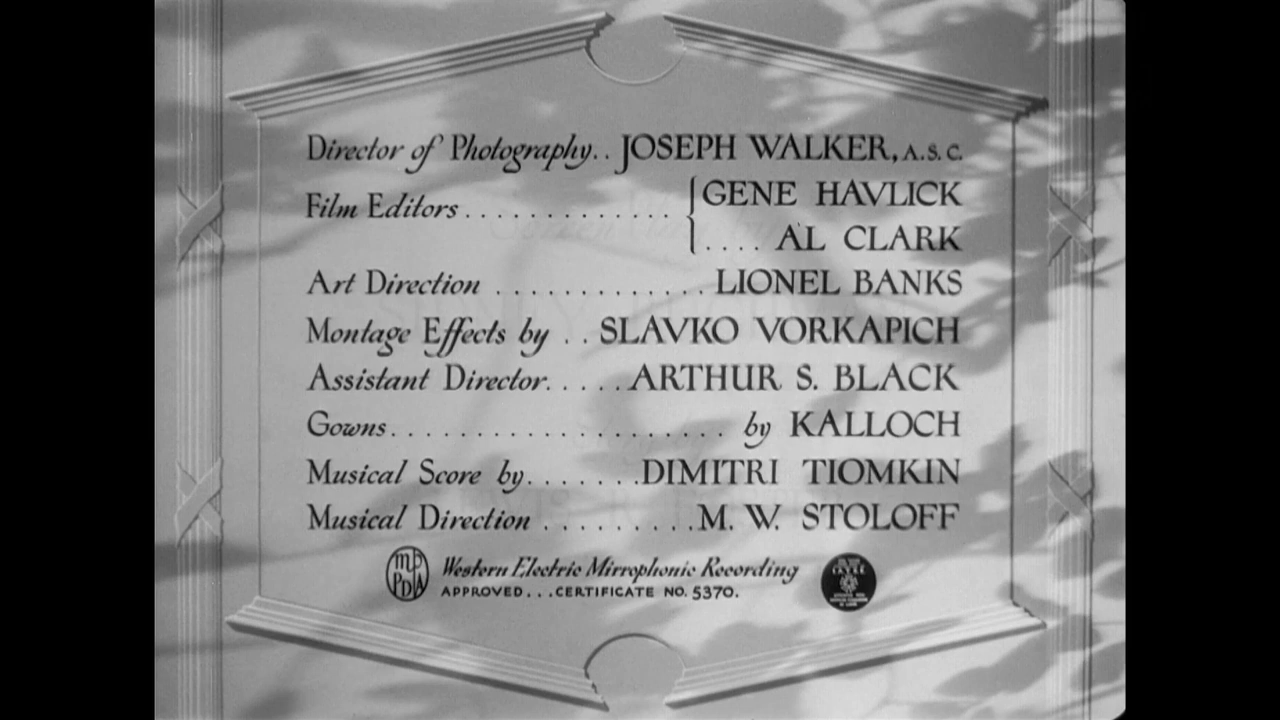 Director of Photography.. JOSEPH WALKER, A.S.C.
Film Editors............. GENE HAVLICK
.... AL CLARK
Art Direction ............. LIONEL BANKS
Montage Effects by .. SLAVKO VORKAPICH
Assistant Director.....ARTHUR S. BLACK
Gowns..................... by KALLOCH
Musical Score by.......DIMITRI TIOMKIN
Musical Direction ..........M. W. STOLOFF
MPPDA
Western Electric Mirrophonic Recording
APPROVED...CERTIFICATE NO. 5370.